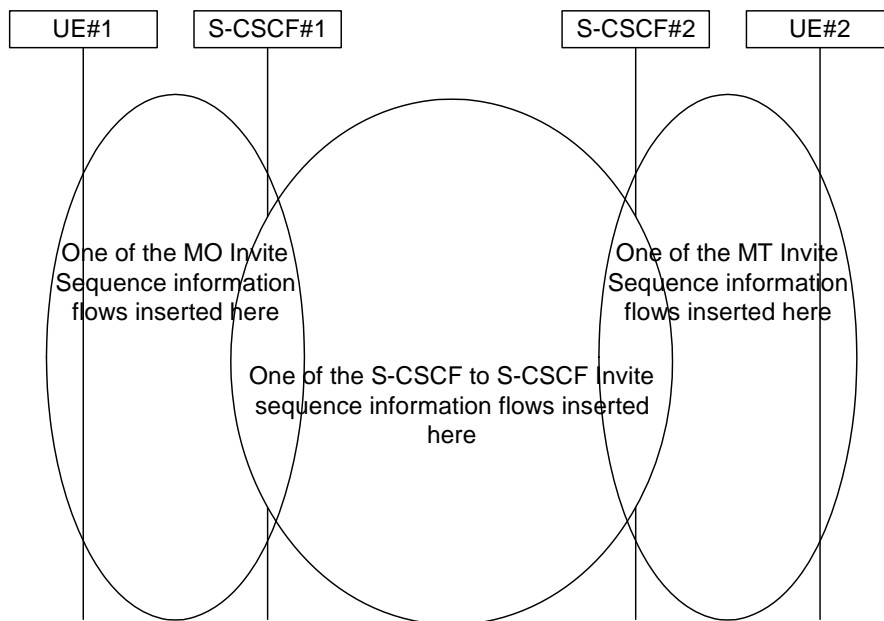 UE#1
S-CSCF#1
S-CSCF#2
UE#2
One of the MO Invite
Sequence information
flows inserted here
One of the MT Invite
Sequence information
flows inserted here
One of the S-CSCF to S-CSCF Invite
sequence information flows inserted
here